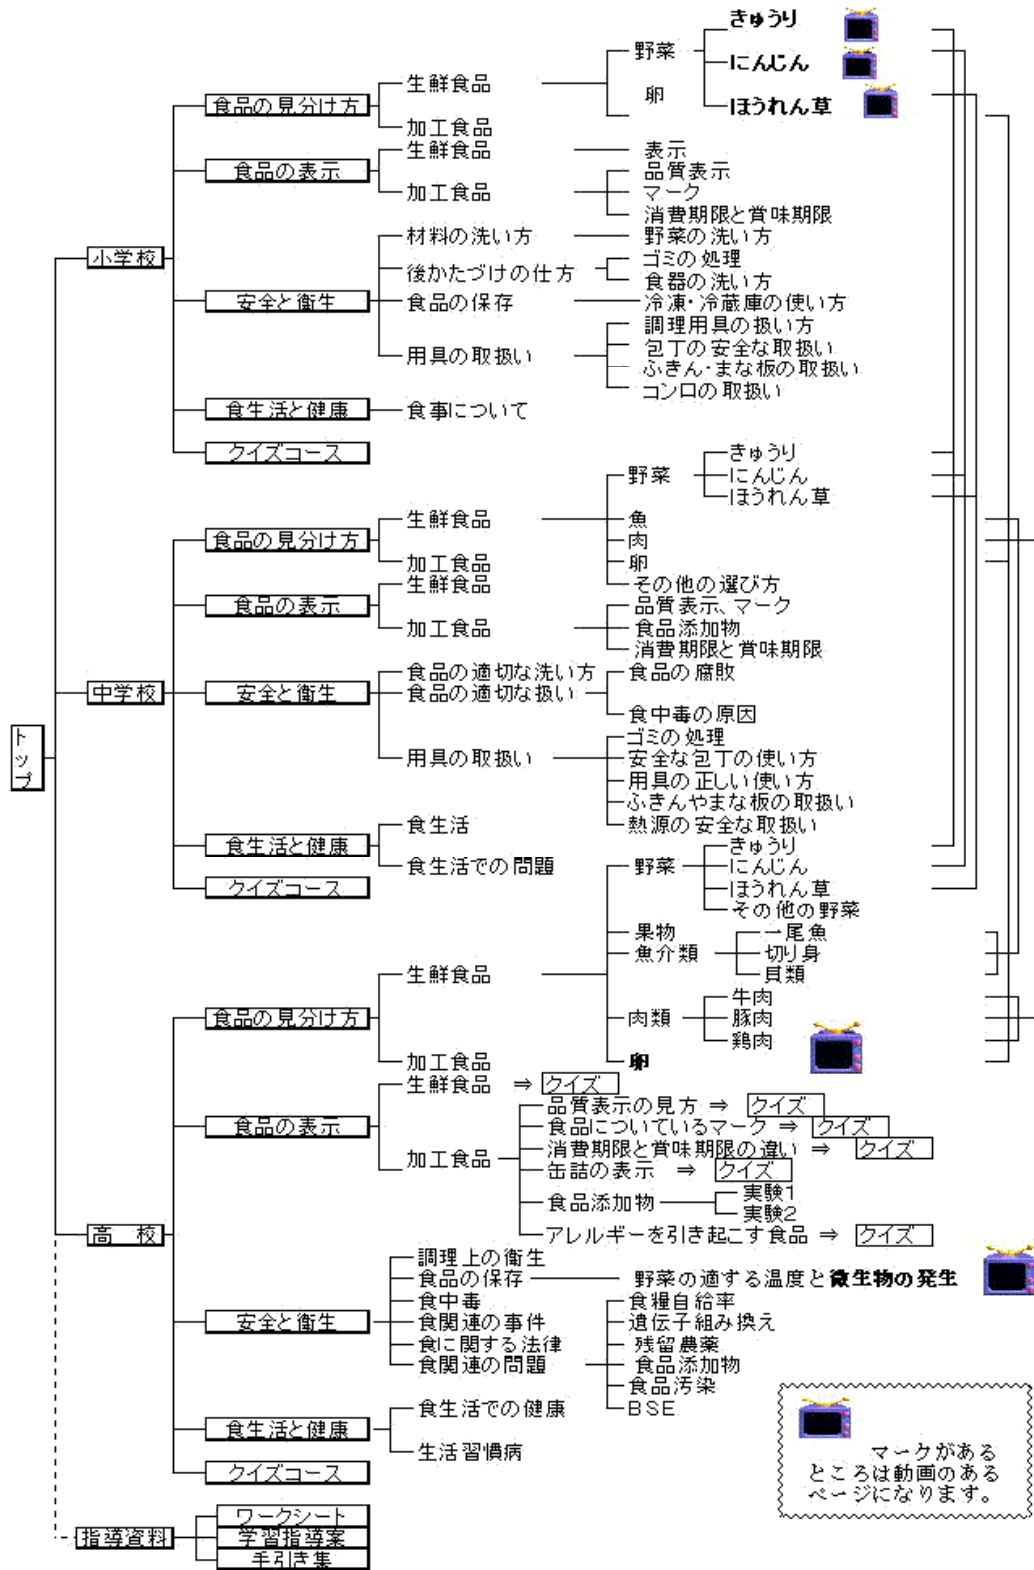 きゅうり
野菜
にんじん
生鮮食品
卵
食品の見分け方
ほうれん草
加工食品
生鮮食品
表示
食品の表示
品質表示
加工食品
マーク
消費期限と賞味期限
材料の洗い方
野菜の洗い方
小学校
ゴミの処理
後かたづけの仕方
食器の洗い方
安全と衛生
食品の保存
冷凍・冷蔵庫の使い方
調理用具の扱い方
包丁の安全な取扱い
用具の取扱い
ふきん・まな板の取扱い
コンロの取扱い
食生活と健康
食事について
クイズコース
きゅうり
野菜
にんじん
ほうれん草
生鮮食品
魚
食品の見分け方
肉
加工食品
卵
生鮮食品
その他の選び方
食品の表示
品質表示、マーク
加工食品
食品添加物
消費期限と賞味期限
食品の適切な洗い方
食品の腐敗
中学校
安全と衛生
食品の適切な扱い
食中毒の原因
トップ
ゴミの処理
用具の取扱い
安全な包丁の使い方
用具の正しい使い方
ふきんやまな板の取扱い
食生活
熱源の安全な取扱い
食生活と健康
きゅうり
食生活での問題
野菜
にんじん
クイズコース
ほうれん草
その他の野菜
果物
一尾魚
魚介類
切り身
生鮮食品
貝類
牛肉
食品の見分け方
肉類
豚肉
鶏肉
加工食品
卵
生鮮食品 ⇒ クイズ
品質表示の見方 ⇒ クイズ
食品の表示
食品についているマーク ⇒ クイズ
消費期限と賞味期限の違い ⇒ クイズ
加工食品
缶詰の表示 ⇒ クイズ
実験1
食品添加物
実験2
高 校
アレルギーを引き起こす食品 ⇒ クイズ
調理上の衛生
食品の保存
野菜の適する温度と微生物の発生
食中毒
食糧自給率
安全と衛生
食関連の事件
遺伝子組み換え
食に関する法律
残留農薬
食関連の問題
食品添加物
食品汚染
食生活での健康
BSE
食生活と健康
生活習慣病
マークがある
クイズコース
ところは動画のある
ページになります。
ワークシート
指導資料
学習指導案
手引き集